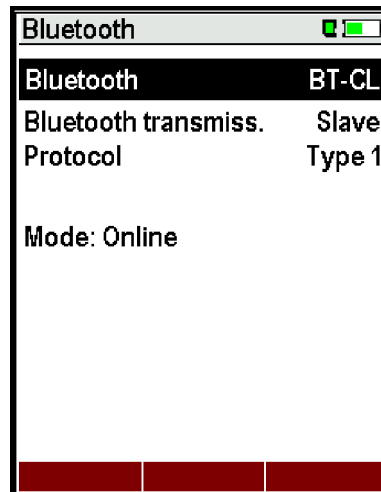 Bluetooth
Bluetooth BT-CL
Bluetooth transmiss. Slave
Protocol Type 1
Mode: Online